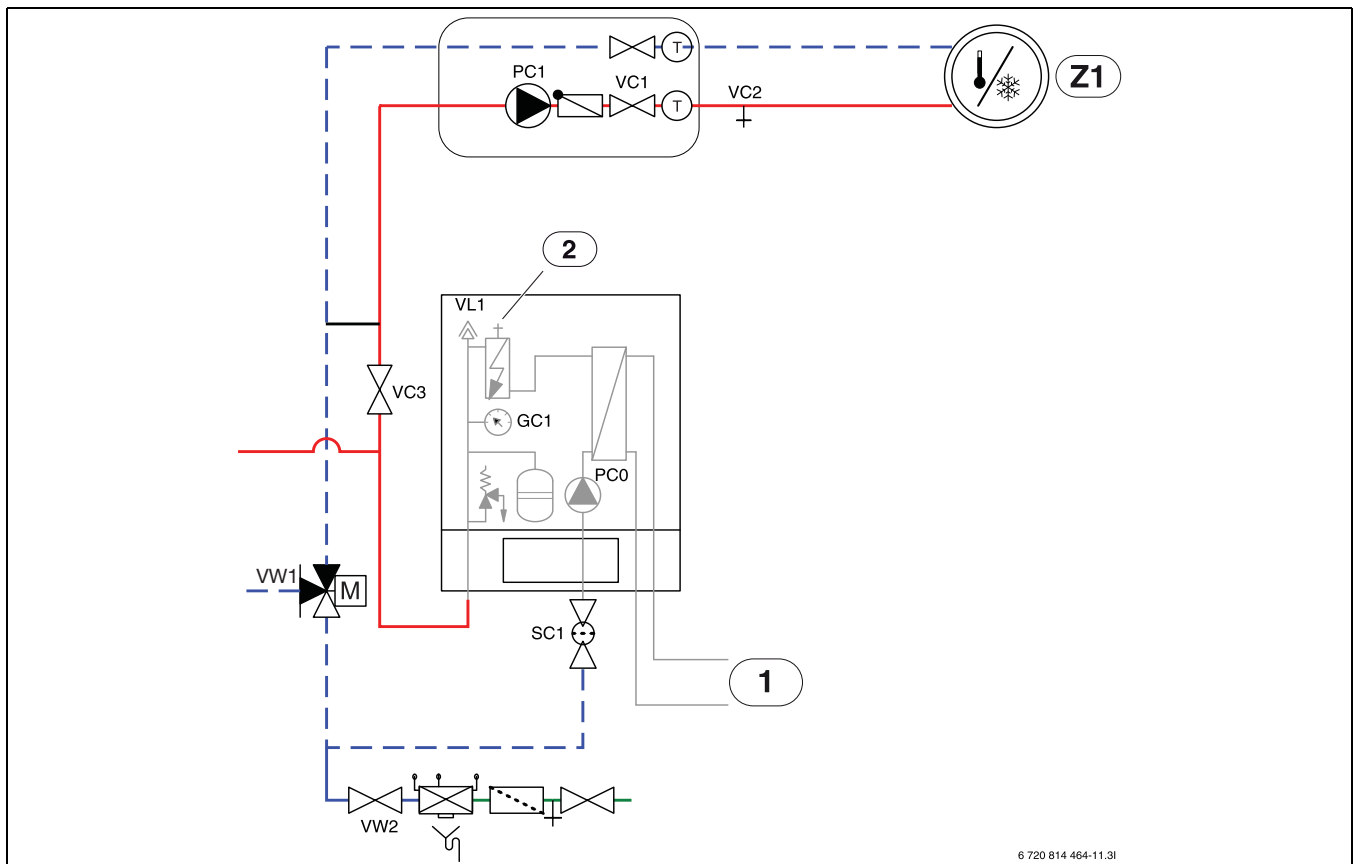 T
PC1
VC1
T
VC2
Z1
2
VL1
VC3
GC1
PC0
VW1
M
SC1
1
VW2
6 720 814 464-11.3I